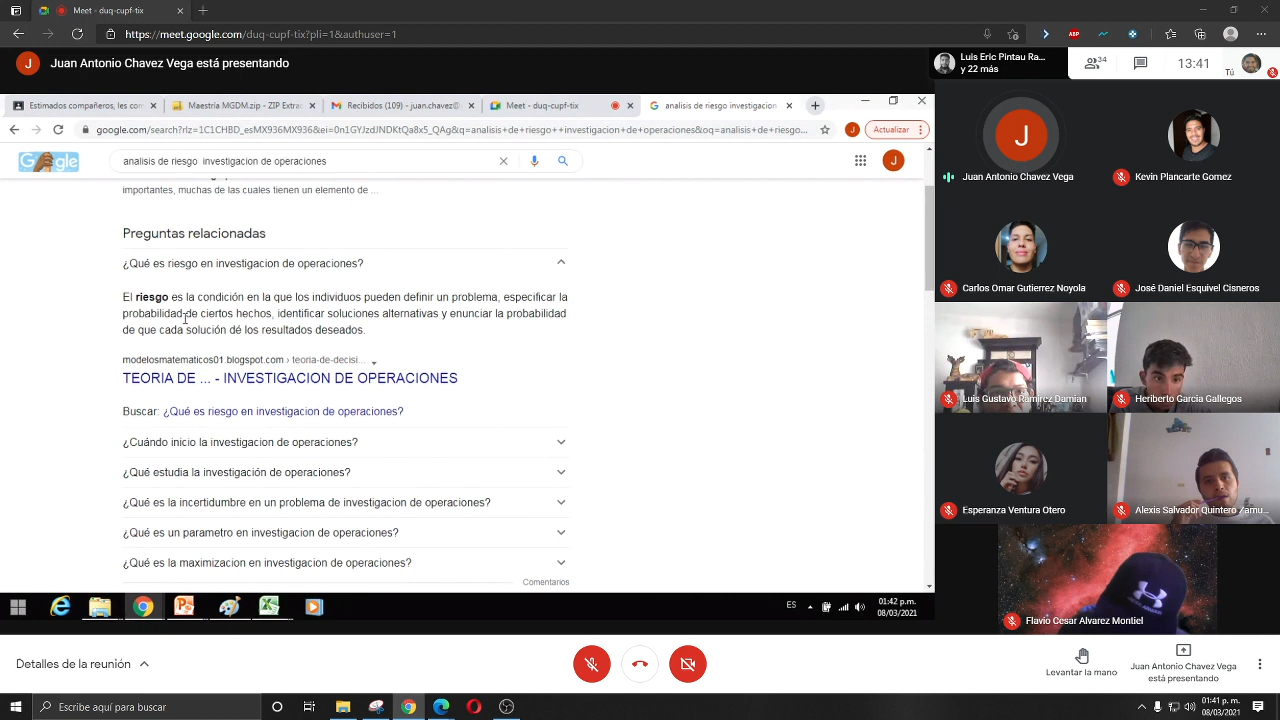 Meet - duq-cupf-tix
https://meet.google.com/duq-cupf-tix?pli=1&authuser=1
ABP
J
Juan Antonio Chavez Vega está presentando
Luis Eric Pintau Ra...
y 22 más
34
13:41
Tú
Estimados compañeros, les com
Maestría MGDM.zip - ZIP Extrac
Recibidos (109) - juan.chavez@
Meet - duq-cupf-tix
analisis de riesgo investigacion
google.com/search?rlz=1C1CHBD_esMX936MX936&ei=0n1GYJzdJNDKtQa8x5_QAg&q=analisis+de+riesgo++investigacion+de+operaciones&oq=analisis+de+riesgo...
J
Actualizar
Google
analisis de riesgo  investigacion de operaciones
J
importantes, muchas de las cuales tienen un elemento de ...
Preguntas relacionadas
¿Qué es riesgo en investigacion de operaciones?
El riesgo es la condición en la que los individuos pueden definir un problema, especificar la
probabilidad de ciertos hechos, identificar soluciones alternativas y enunciar la probabilidad
de que cada solución dé los resultados deseados.
modelosmatematicos01.blogspot.com › teoria-de-decisi...
TEORIA DE ... - INVESTIGACION DE OPERACIONES
Buscar: ¿Qué es riesgo en investigacion de operaciones?
¿Cuándo inicio la investigacion de operaciones?
¿Qué estudia la investigación de operaciones?
¿Qué es la incertidumbre en un problema de investigacion de operaciones?
¿Qué es un parametro en investigacion de operaciones?
¿Qué es la maximizacion en investigacion de operaciones?
Comentarios
ES
01:42 p.m.
08/03/2021
J
Juan Antonio Chavez Vega
Kevin Plancarte Gomez
Carlos Omar Gutierrez Noyola
José Daniel Esquivel Cisneros
Luis Gustavo Ramirez Damian
Heriberto Garcia Gallegos
Esperanza Ventura Otero
Alexis Salvador Quintero Zamu...
Flavio Cesar Alvarez Montiel
Detalles de la reunión
Levantar la mano
Juan Antonio Chavez Vega
está presentando
Escribe aquí para buscar
01:41 p.m.
08/03/2021